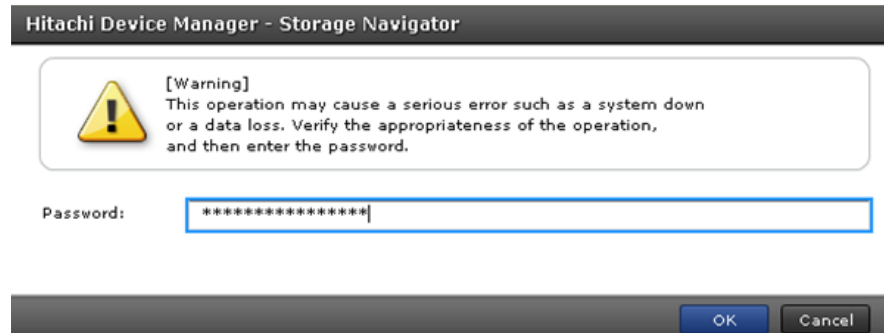 Hitachi Device Manager - Storage Navigator
[Warning]
This operation may cause a serious error such as a system down
or a data loss. Verify the appropriateness of the operation,
and then enter the password.
Password: ****************
OK Cancel